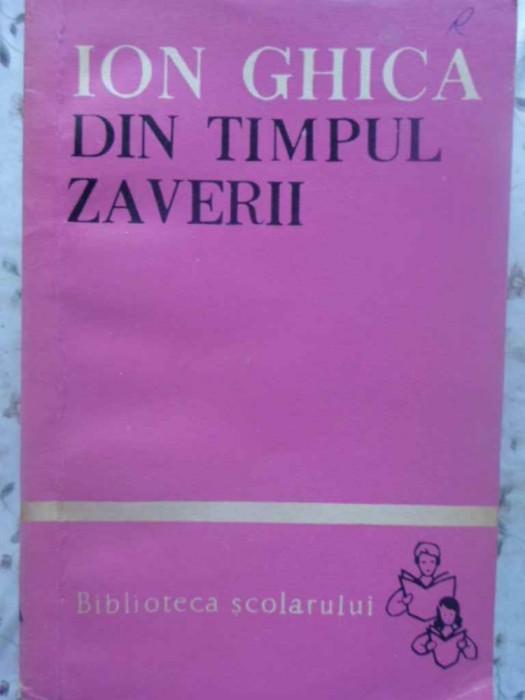 R
ION GHICA
DIN TIMPUL
ZAVERII
Biblioteca școlarului